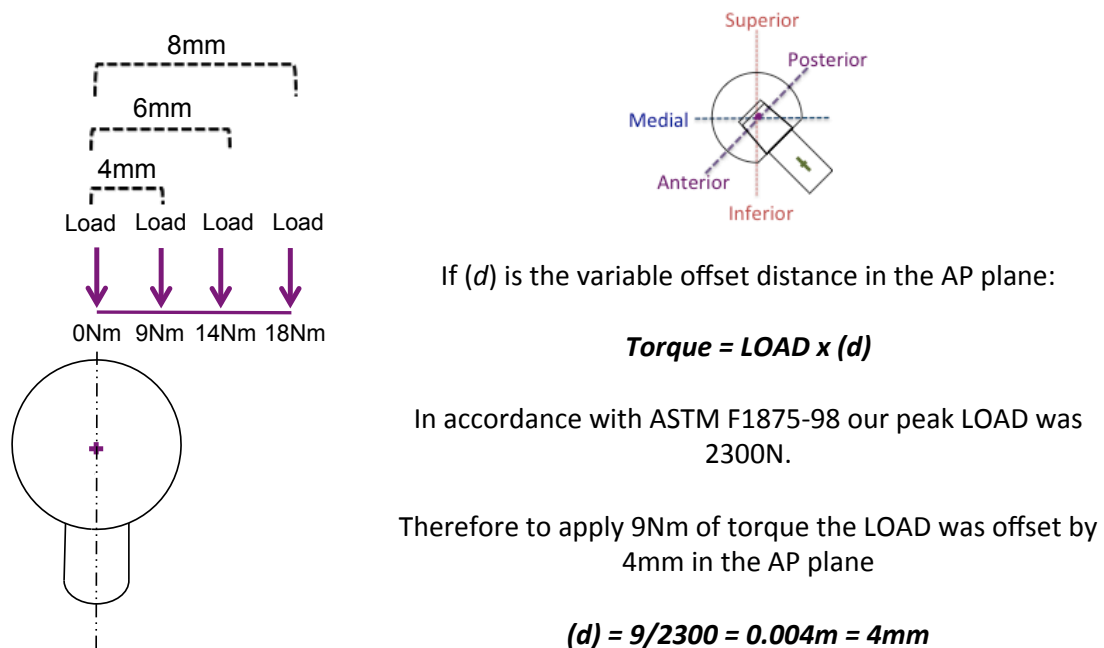 8mm
6mm
4mm
Load Load Load Load
0Nm 9Nm 14Nm 18Nm
Superior
Posterior
Medial
Anterior
Inferior
If (d) is the variable offset distance in the AP plane:
Torque = LOAD x (d)
In accordance with ASTM F1875-98 our peak LOAD was
2300N.
Therefore to apply 9Nm of torque the LOAD was offset by
4mm in the AP plane
(d) = 9/2300 = 0.004m = 4mm